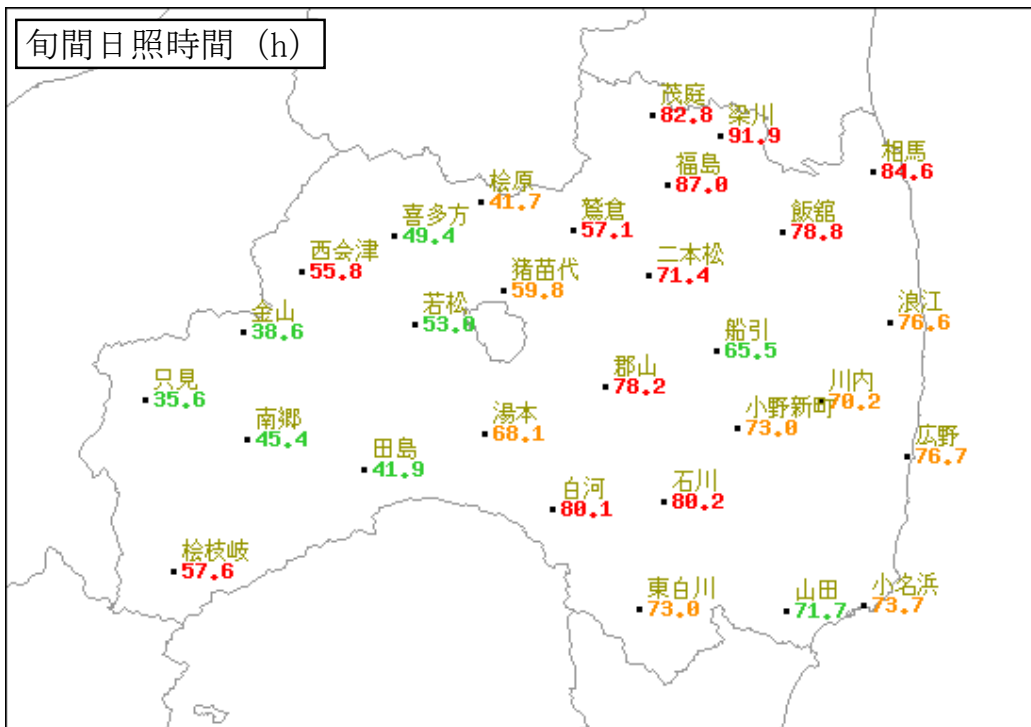 旬間日照時間 (h)
茂庭
82.8
梁川
91.9
相馬
84.6
福島
87.0
桧原
41.7
鷲倉
57.1
飯舘
78.8
喜多方
49.4
西会津
55.8
二本松
71.4
猪苗代
59.8
浪江
76.6
若松
53.0
金山
38.6
船引
65.5
郡山
78.2
只見
35.6
川内
70.2
小野新町
73.0
湯本
68.1
南郷
45.4
広野
76.7
田島
41.9
石川
80.2
白河
80.1
桧枝岐
57.6
東白川
73.0
山田
71.7
小名浜
73.7